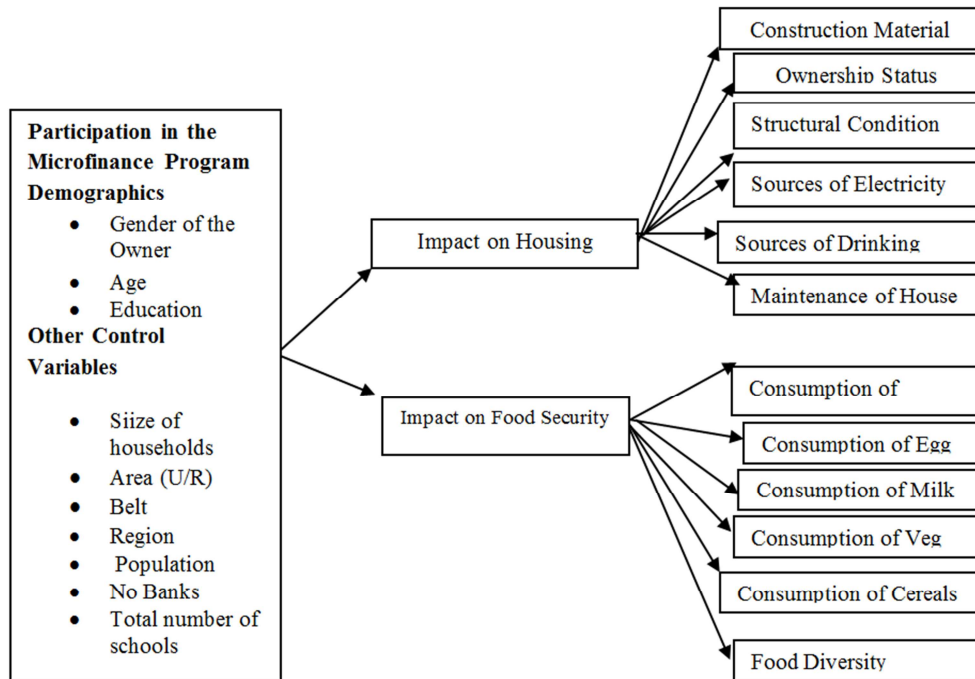 Participation in the
Microfinance Program
Demographics
● Gender of the
Owner
● Age
● Education
Other Control
Variables
● Siize of
households
● Area (U/R)
● Belt
● Region
● Population
● No Banks
● Total number of
schools
Impact on Housing
Impact on Food Security
Construction Material
Ownership Status
Structural Condition
Sources of Electricity
Sources of Drinking
Maintenance of House
Consumption of
Consumption of Egg
Consumption of Milk
Consumption of Veg
Consumption of Cereals
Food Diversity